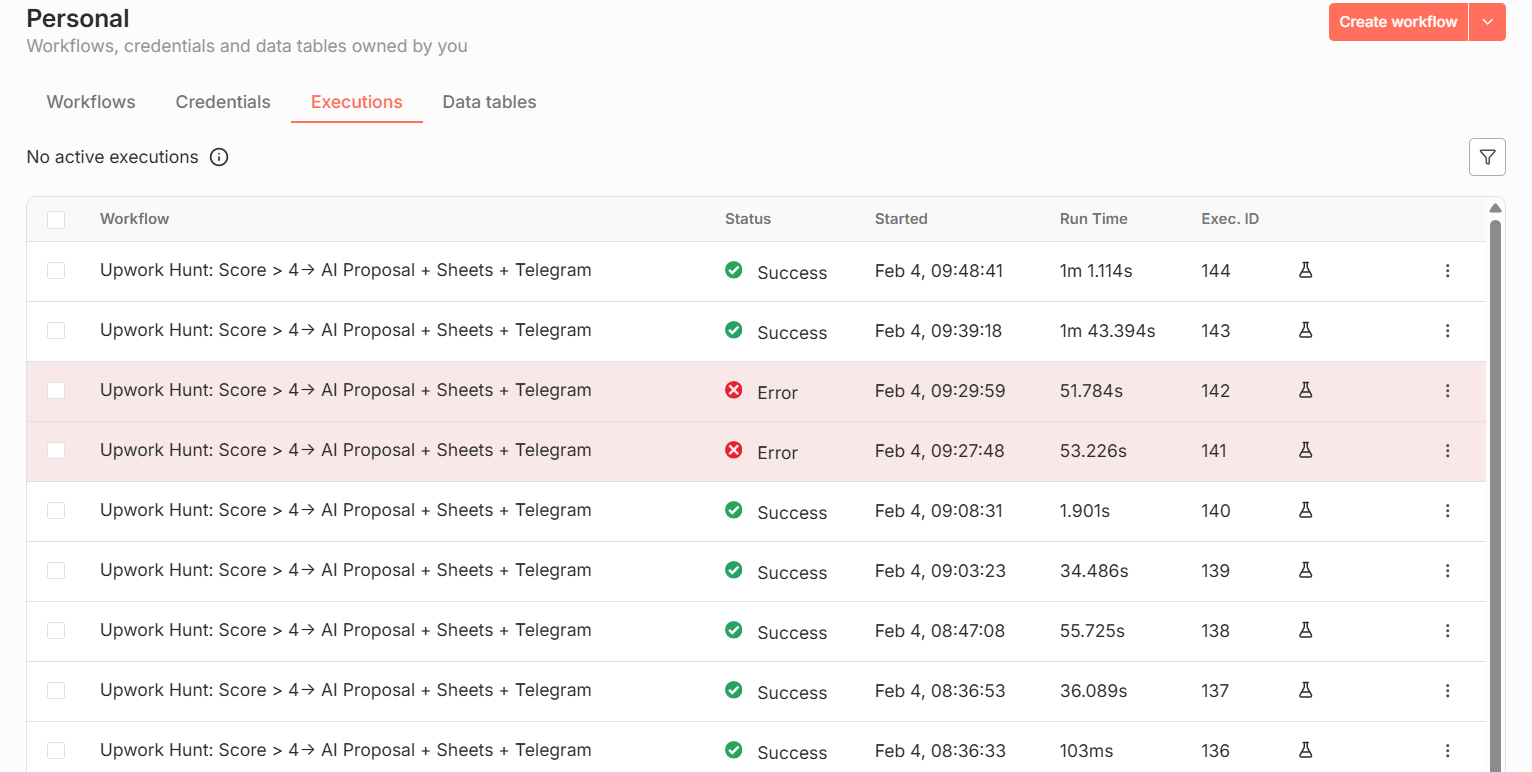 Personal
Create workflow
Workflows, credentials and data tables owned by you
Workflows Credentials Executions Data tables
No active executions
Workflow Status Started Run Time Exec. ID
Upwork Hunt: Score > 4→ AI Proposal + Sheets + Telegram Success Feb 4, 09:48:41 1m 1.114s 144
Upwork Hunt: Score > 4→ AI Proposal + Sheets + Telegram Success Feb 4, 09:39:18 1m 43.394s 143
Upwork Hunt: Score > 4→ AI Proposal + Sheets + Telegram Error Feb 4, 09:29:59 51.784s 142
Upwork Hunt: Score > 4→ AI Proposal + Sheets + Telegram Error Feb 4, 09:27:48 53.226s 141
Upwork Hunt: Score > 4→ AI Proposal + Sheets + Telegram Success Feb 4, 09:08:31 1.901s 140
Upwork Hunt: Score > 4→ AI Proposal + Sheets + Telegram Success Feb 4, 09:03:23 34.486s 139
Upwork Hunt: Score > 4→ AI Proposal + Sheets + Telegram Success Feb 4, 08:47:08 55.725s 138
Upwork Hunt: Score > 4→ AI Proposal + Sheets + Telegram Success Feb 4, 08:36:53 36.089s 137
Upwork Hunt: Score > 4→ AI Proposal + Sheets + Telegram Success Feb 4, 08:36:33 103ms 136